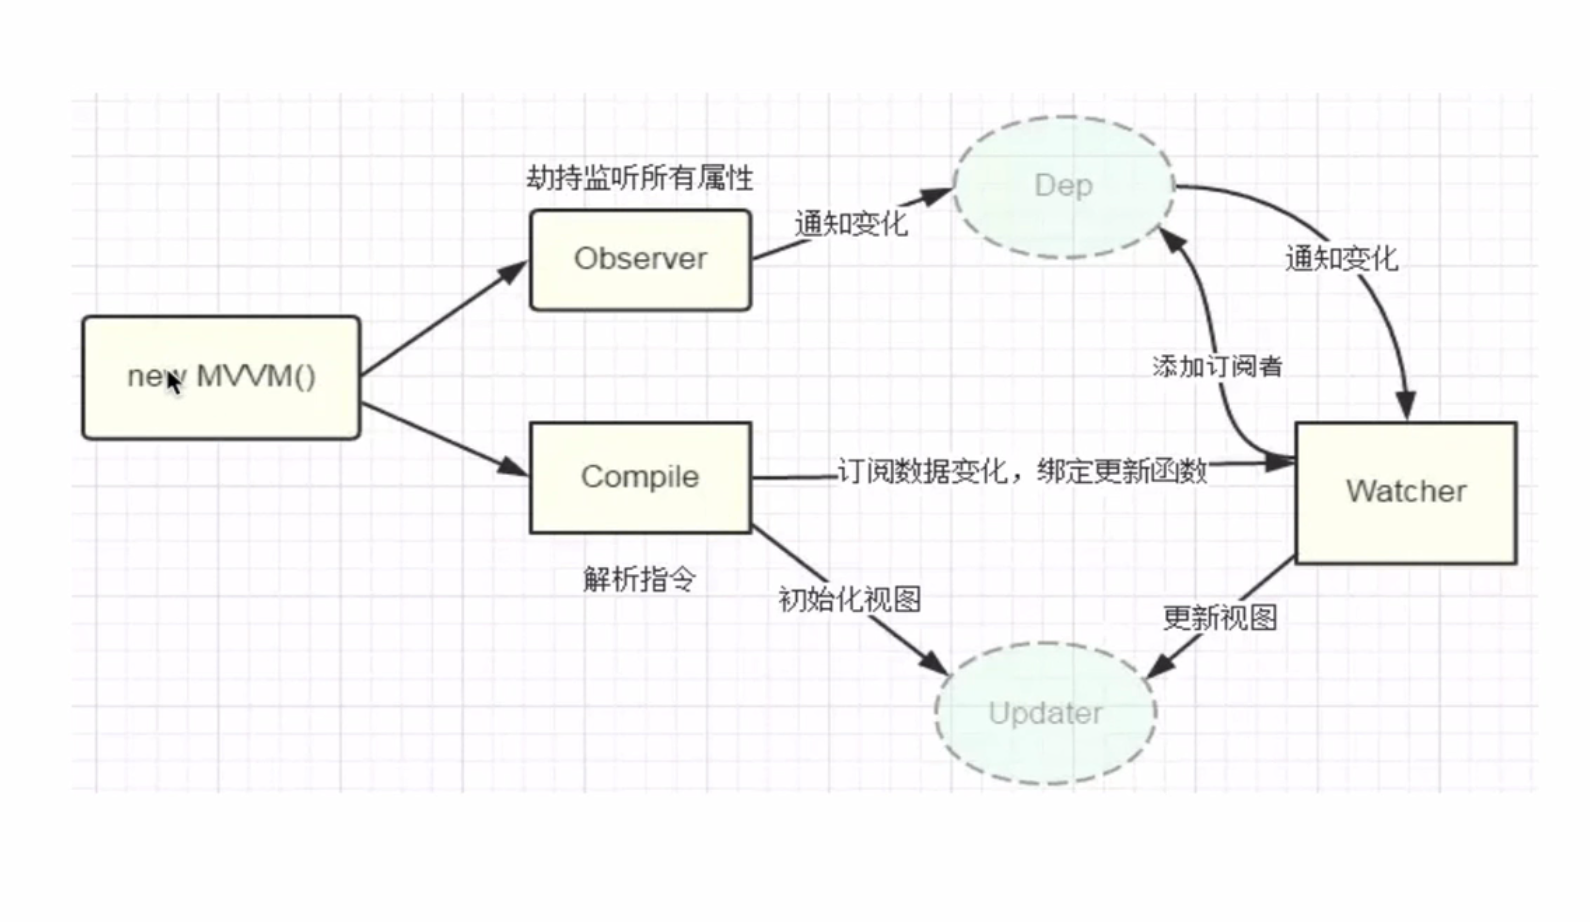 劫持监听所有属性
Dep
通知变化
Observer
通知变化
new MVVM()
添加订阅者
Compile
订阅数据变化，绑定更新函数
Watcher
解析指令
初始化视图
更新视图
Updater